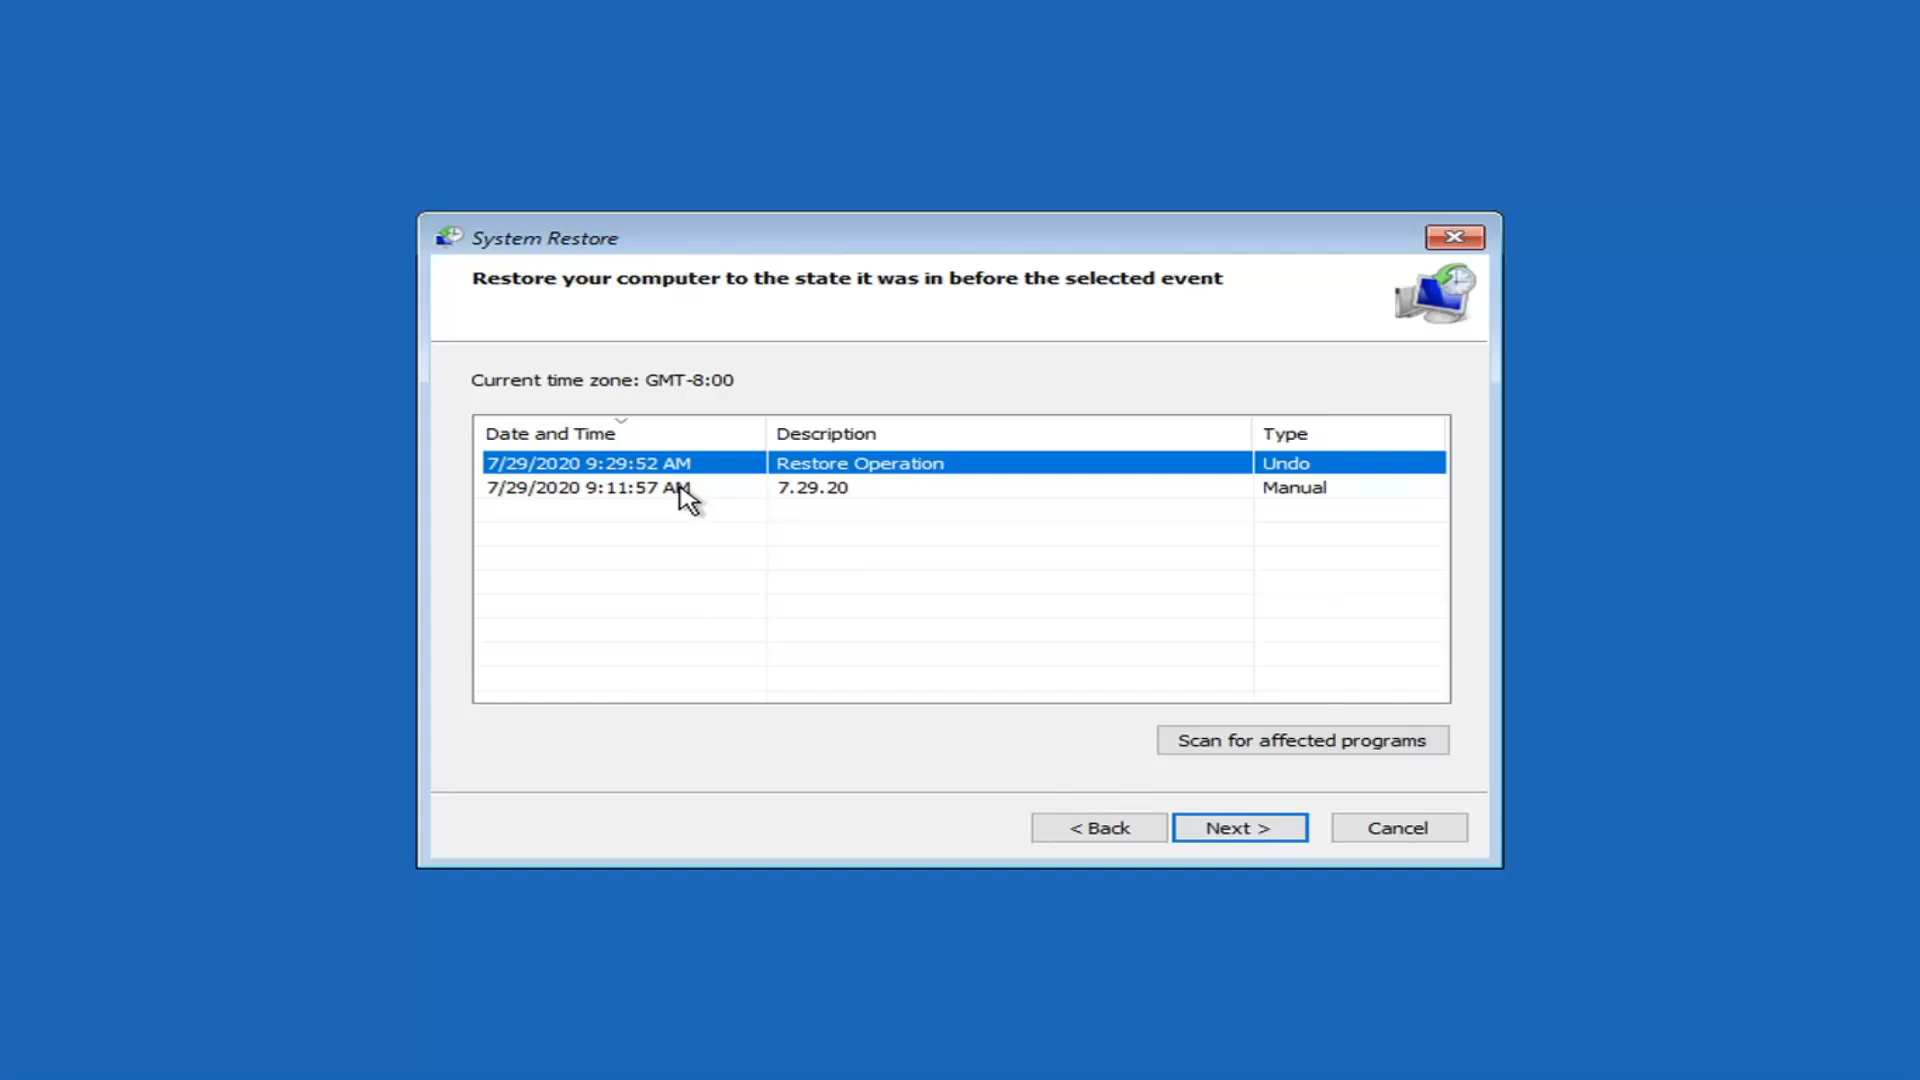 System Restore
Restore your computer to the state it was in before the selected event
Current time zone: GMT-8:00
Date and Time Description Type
7/29/2020 9:29:52 AM Restore Operation Undo
7/29/2020 9:11:57 AM 7.29.20 Manual
Scan for affected programs
< Back Next > Cancel